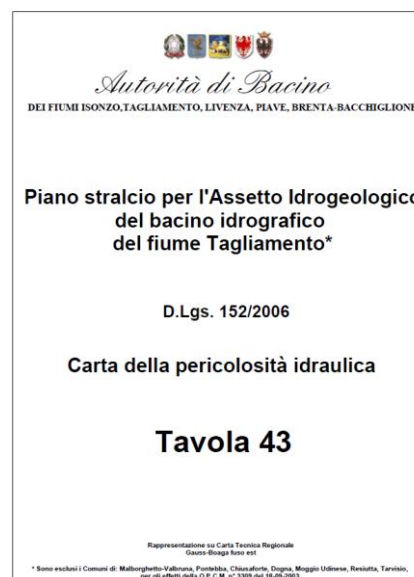 Autorità di Bacino
DEI FIUMI ISONZO,TAGLIAMENTO, LIVENZA, PIAVE, BRENTA-BACCHIGLIONE
Piano stralcio per l'Assetto Idrogeologico
del bacino idrografico
del fiume Tagliamento*
D.Lgs. 152/2006
Carta della pericolosità idraulica
Tavola 43
Rappresentazione su Carta Tecnica Regionale
Gauss-Boaga fuso est
* Sono esclusi i Comuni di: Malborghetto-Valbruna, Pontebba, Chiusaforte, Dogna, Moggio Udinese, Resiutta, Tarvisio,
per gli effetti della O.P.C.M. n° 3309 del 18-09-2003